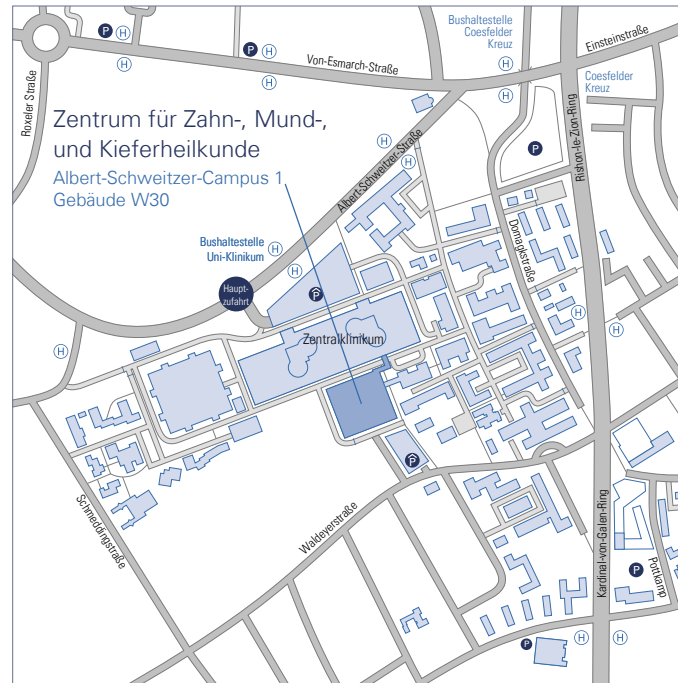 Bushaltestelle
Coesfelder
Kreuz
Einsteinstraße
P
H
P
H
H
H
Von-Esmarch-Straße
H
H
Coesfelder
Kreuz
Roxeler Straße
Zentrum für Zahn-, Mund-,
und Kieferheilkunde
Albert-Schweitzer-Campus 1
Gebäude W30
Albert-Schweitzer-Straße
P
Rishon-le-Zion-Ring
Domagkstraße
Bushaltestelle
Uni-Klinikum
H
H
Haupt-
zufahrt
P
H
H
H
Zentralklinikum
P
Schmeddingstraße
Waldeyerstraße
Kardinal-von-Galen-Ring
P
Pottkamp
P
H
H